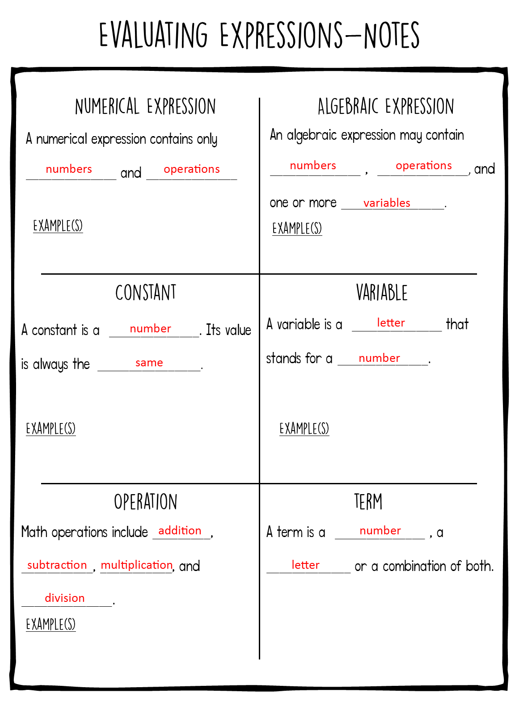 EVALUATING EXPRESSIONS—NOTES
NUMERICAL EXPRESSION
A numerical expression contains only
numbers and operations
EXAMPLE(S)
ALGEBRAIC EXPRESSION
An algebraic expression may contain
numbers , operations, and
one or more variables.
EXAMPLE(S)
CONSTANT
A constant is a number. Its value
is always the same.
EXAMPLE(S)
VARIABLE
A variable is a letter that
stands for a number.
EXAMPLE(S)
OPERATION
Math operations include addition,
subtraction, multiplication, and
division.
EXAMPLE(S)
TERM
A term is a number, a
letter or a combination of both.